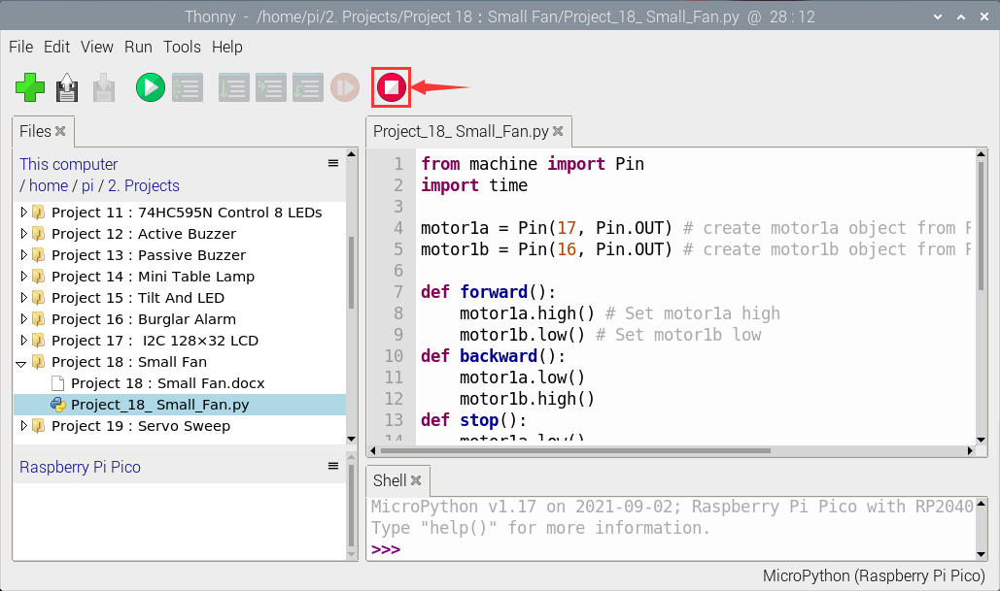 Thonny - /home/pi/2. Projects/Project 18 : Small Fan/Project_18_ Small_Fan.py @ 28 : 12
File Edit View Run Tools Help
Files
This computer
/ home / pi / 2. Projects
Project 11 : 74HC595N Control 8 LEDs
Project 12 : Active Buzzer
Project 13 : Passive Buzzer
Project 14 : Mini Table Lamp
Project 15 : Tilt And LED
Project 16 : Burglar Alarm
Project 17 : I2C 128×32 LCD
Project 18 : Small Fan
Project 18 : Small Fan.docx
Project_18_ Small_Fan.py
Project 19 : Servo Sweep
Raspberry Pi Pico
Project_18_ Small_Fan.py
1 from machine import Pin
2 import time
3
4 motor1a = Pin(17, Pin.OUT) # create motor1a object from
5 motor1b = Pin(16, Pin.OUT) # create motor1b object from
6
7 def forward():
8 motor1a.high() # Set motor1a high
9 motor1b.low() # Set motor1b low
10 def backward():
11 motor1a.low()
12 motor1b.high()
13 def stop():
14 motor1a.low()
Shell
MicroPython v1.17 on 2021-09-02; Raspberry Pi Pico with RP2040
Type "help()" for more information.
>>>
MicroPython (Raspberry Pi Pico)